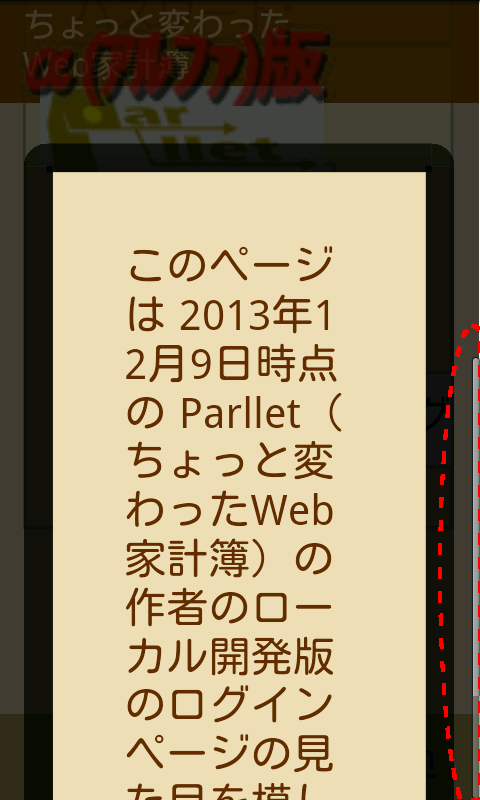 ちょっと変わった
Web家計簿
α(アルファ)版
ar
llet
このページ
は 2013年1
2月9日時点
の Parllet（
ちょっと変
わったWeb
家計簿）の
作者のロー
カル開発版
のログイン
ページの見
た目を模し